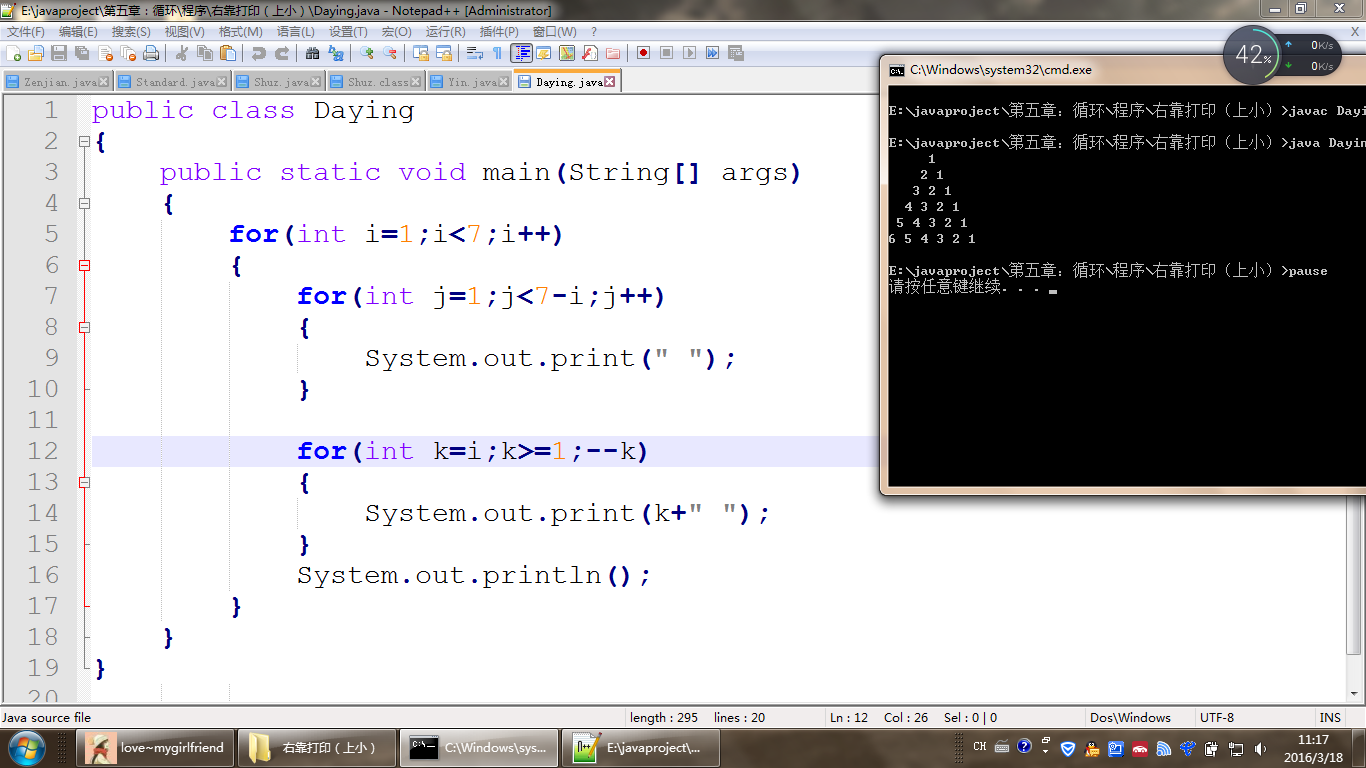 E:\javaproject\第五章：循环\程序\右靠打印（上小）\Daying.java - Notepad++ [Administrator]
文件(F) 编辑(E) 搜索(S) 视图(V) 格式(M) 语言(L) 设置(T) 宏(O) 运行(R) 插件(P) 窗口(W) ? X
Zenjian.java Standard.java Shuz.java Shuz.class Yin.java Daying.java
1 public class Daying
2 {
3 public static void main(String[] args)
4 {
5 for(int i=1;i<7;i++)
6 {
7 for(int j=1;j<7-i;j++)
8 {
9 System.out.print(" ");
10 }
11
12 for(int k=i;k>=1;--k)
13 {
14 System.out.print(k+" ");
15 }
16 System.out.println();
17 }
18 }
19 }
20
42%
0K/s
0K/s
C:\Windows\system32\cmd.exe
E:\javaproject\第五章：循环\程序\右靠打印（上小）>javac Dayi
E:\javaproject\第五章：循环\程序\右靠打印（上小）>java Dayin
1
2 1
3 2 1
4 3 2 1
5 4 3 2 1
6 5 4 3 2 1
E:\javaproject\第五章：循环\程序\右靠打印（上小）>pause
请按任意键继续. . .
Java source file length : 295 lines : 20 Ln : 12 Col : 26 Sel : 0 | 0 Dos\Windows UTF-8 INS
love~mygirlfriend 右靠打印（上小） C:\Windows\sys... E:\javaproject\... CH 11:17
2016/3/18